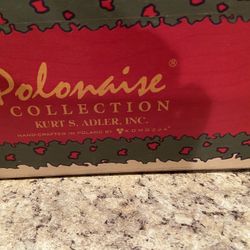 Polonaise®
COLLECTION
KURT S. ADLER, INC.
HAND-CRAFTED IN POLAND BY KOMOZJA